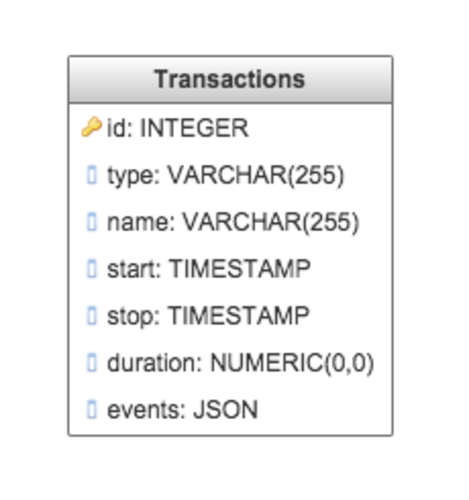 Transactions
id: INTEGER
type: VARCHAR(255)
name: VARCHAR(255)
start: TIMESTAMP
stop: TIMESTAMP
duration: NUMERIC(0,0)
events: JSON